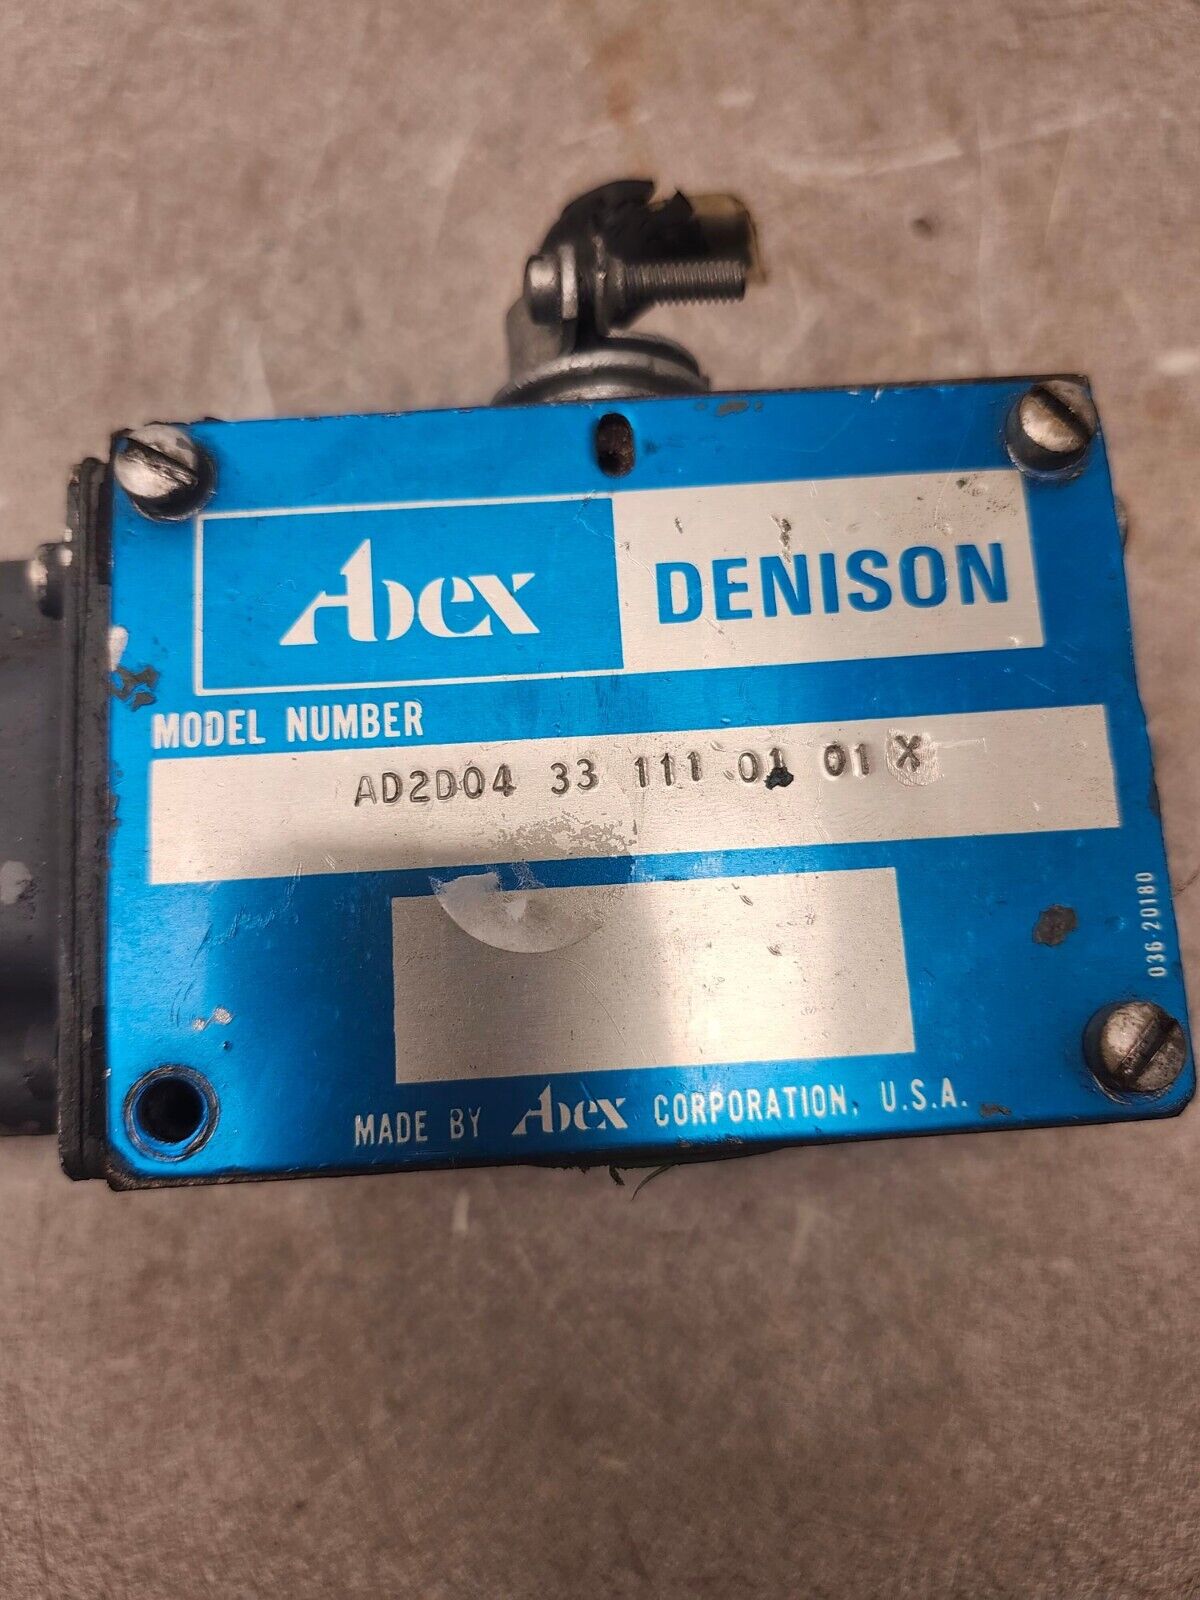 Abex DENISON
MODEL NUMBER
AD2D04 33 111 01 01 X
036-20180
MADE BY Abex CORPORATION, U.S.A.